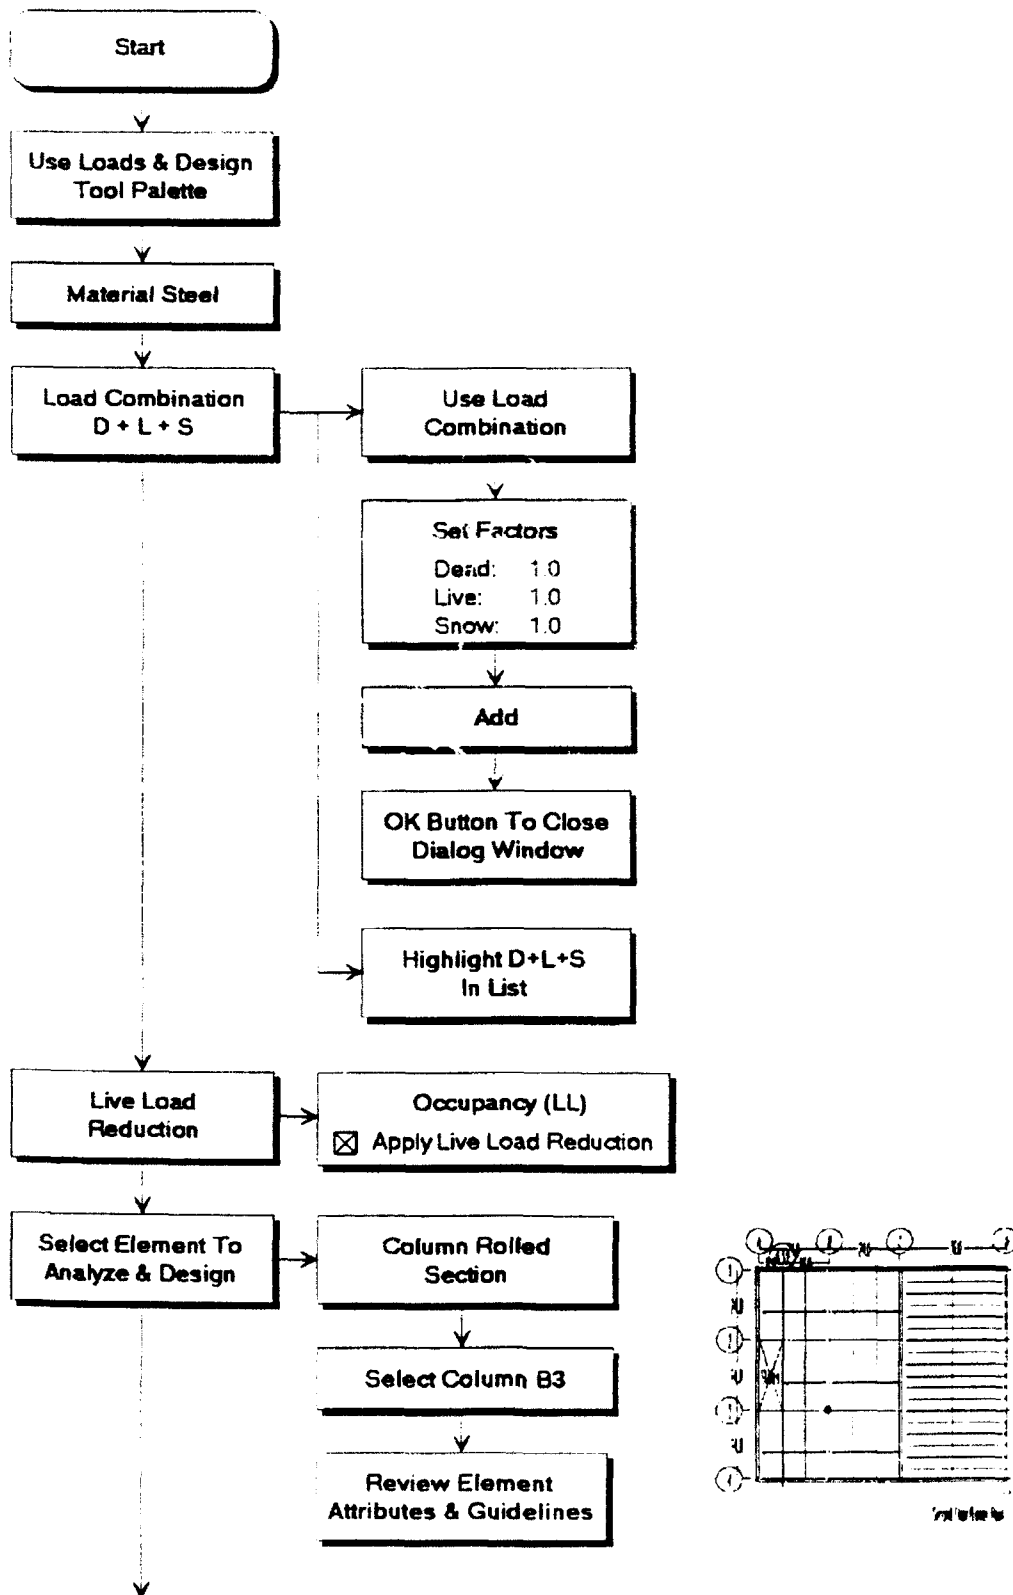 Start
Use Loads & Design
Tool Palette
Material Steel
Load Combination
D + L + S
Use Load
Combination
Set Factors
Dead: 1.0
Live: 1.0
Snow: 1.0
Add
OK Button To Close
Dialog Window
Highlight D+L+S
In List
Live Load
Reduction
Occupancy (LL)
Apply Live Load Reduction
Select Element To
Analyze & Design
Column Rolled
Section
Select Column B3
Review Element
Attributes & Guidelines